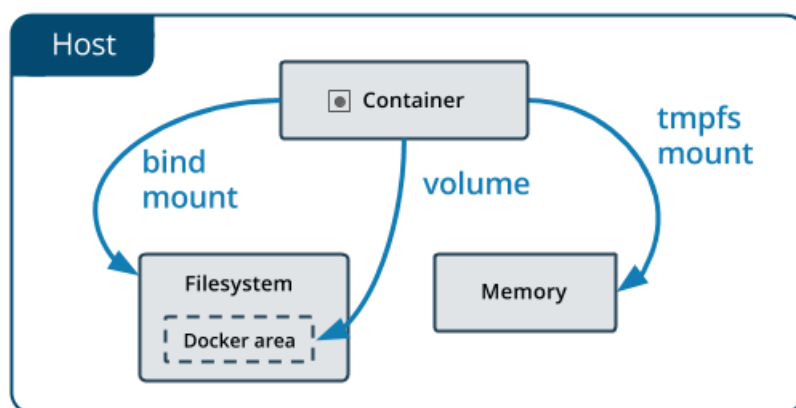 Host
Container
bind
mount
volume
tmpfs
mount
Filesystem
Docker area
Memory